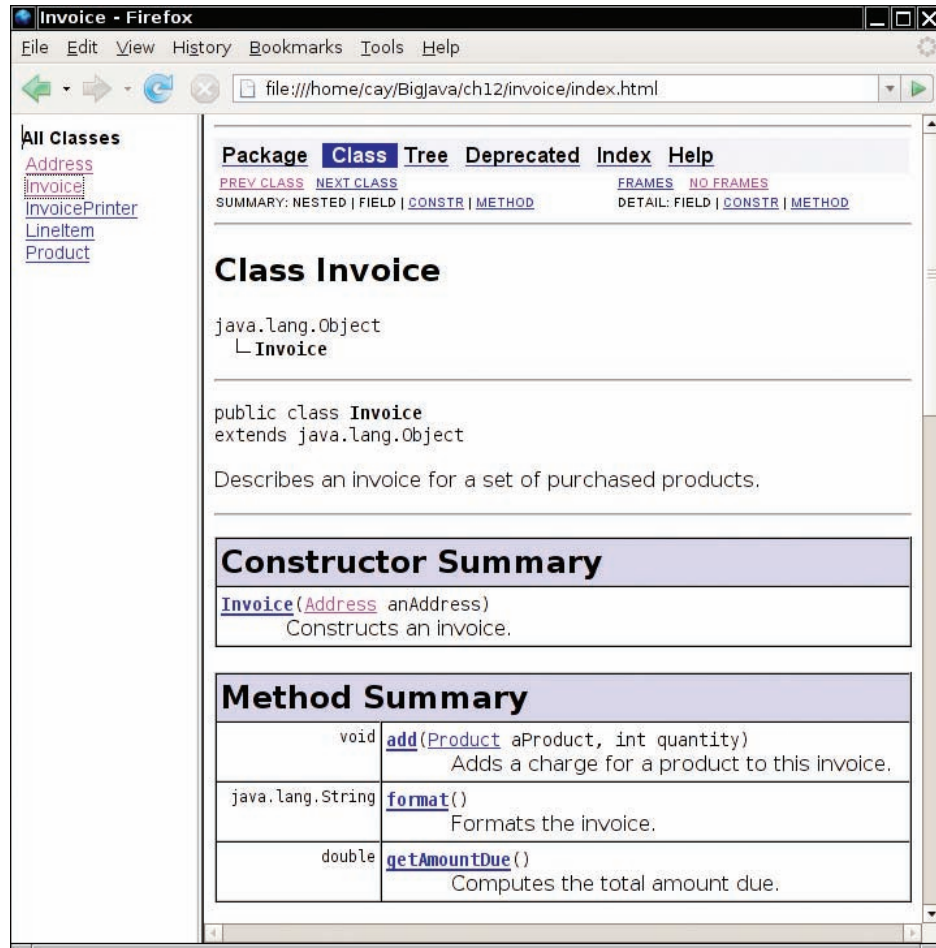 Invoice - Firefox
File Edit View History Bookmarks Tools Help
file:///home/cay/BigJava/ch12/invoice/index.html
All Classes
Address
Invoice
InvoicePrinter
LineItem
Product
Package Class Tree Deprecated Index Help
PREV CLASS NEXT CLASS FRAMES NO FRAMES
SUMMARY: NESTED | FIELD | CONSTR | METHOD DETAIL: FIELD | CONSTR | METHOD
Class Invoice
java.lang.Object
Invoice
public class Invoice
extends java.lang.Object
Describes an invoice for a set of purchased products.
Constructor Summary
Invoice(Address anAddress)
Constructs an invoice.
Method Summary
void add(Product aProduct, int quantity)
Adds a charge for a product to this invoice.
java.lang.String format()
Formats the invoice.
double getAmountDue()
Computes the total amount due.